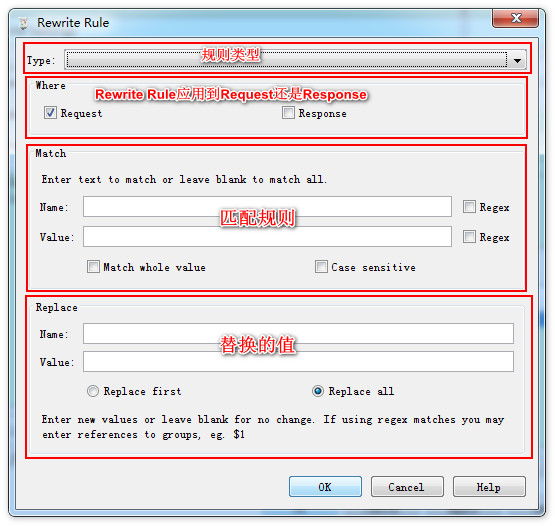 Rewrite Rule
Type: 规则类型
Where
Rewrite Rule应用到Request还是Response
Request Response
Match
Enter text to match or leave blank to match all.
Name: Regex
匹配规则
Value: Regex
Match whole value Case sensitive
Replace
Name:
替换的值
Value:
Replace first Replace all
Enter new values or leave blank for no change. If using regex matches you may
enter references to groups, eg. $1
OK Cancel Help